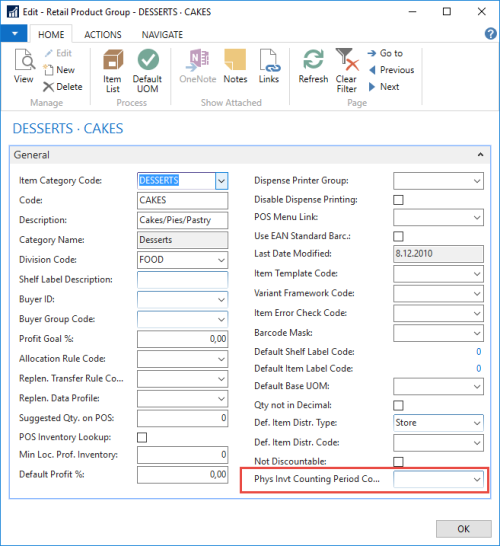 Edit - Retail Product Group - DESSERTS · CAKES
HOME ACTIONS NAVIGATE
View
Edit
New
Delete
Manage
Item List
Default UOM
Process
OneNote
Notes
Links
Show Attached
Refresh
Clear Filter
Go to
Previous
Next
Page
DESSERTS · CAKES
General
Item Category Code: DESSERTS
Code: CAKES
Description: Cakes/Pies/Pastry
Category Name: Desserts
Division Code: FOOD
Shelf Label Description:
Buyer ID:
Buyer Group Code:
Profit Goal %: 0,00
Allocation Rule Code:
Replen. Transfer Rule Co...
Replen. Data Profile:
Suggested Qty. on POS: 0
POS Inventory Lookup:
Min Loc. Prof. Inventory: 0
Default Profit %: 0,00
Dispense Printer Group:
Disable Dispense Printing:
POS Menu Link:
Use EAN Standard Barc.:
Last Date Modified: 8.12.2010
Item Template Code:
Variant Framework Code:
Item Error Check Code:
Barcode Mask:
Default Shelf Label Code: 0
Default Item Label Code: 0
Default Base UOM:
Qty not in Decimal:
Def. Item Distr. Type: Store
Def. Item Distr. Code:
Not Discountable:
Phys Invt Counting Period Co...
OK